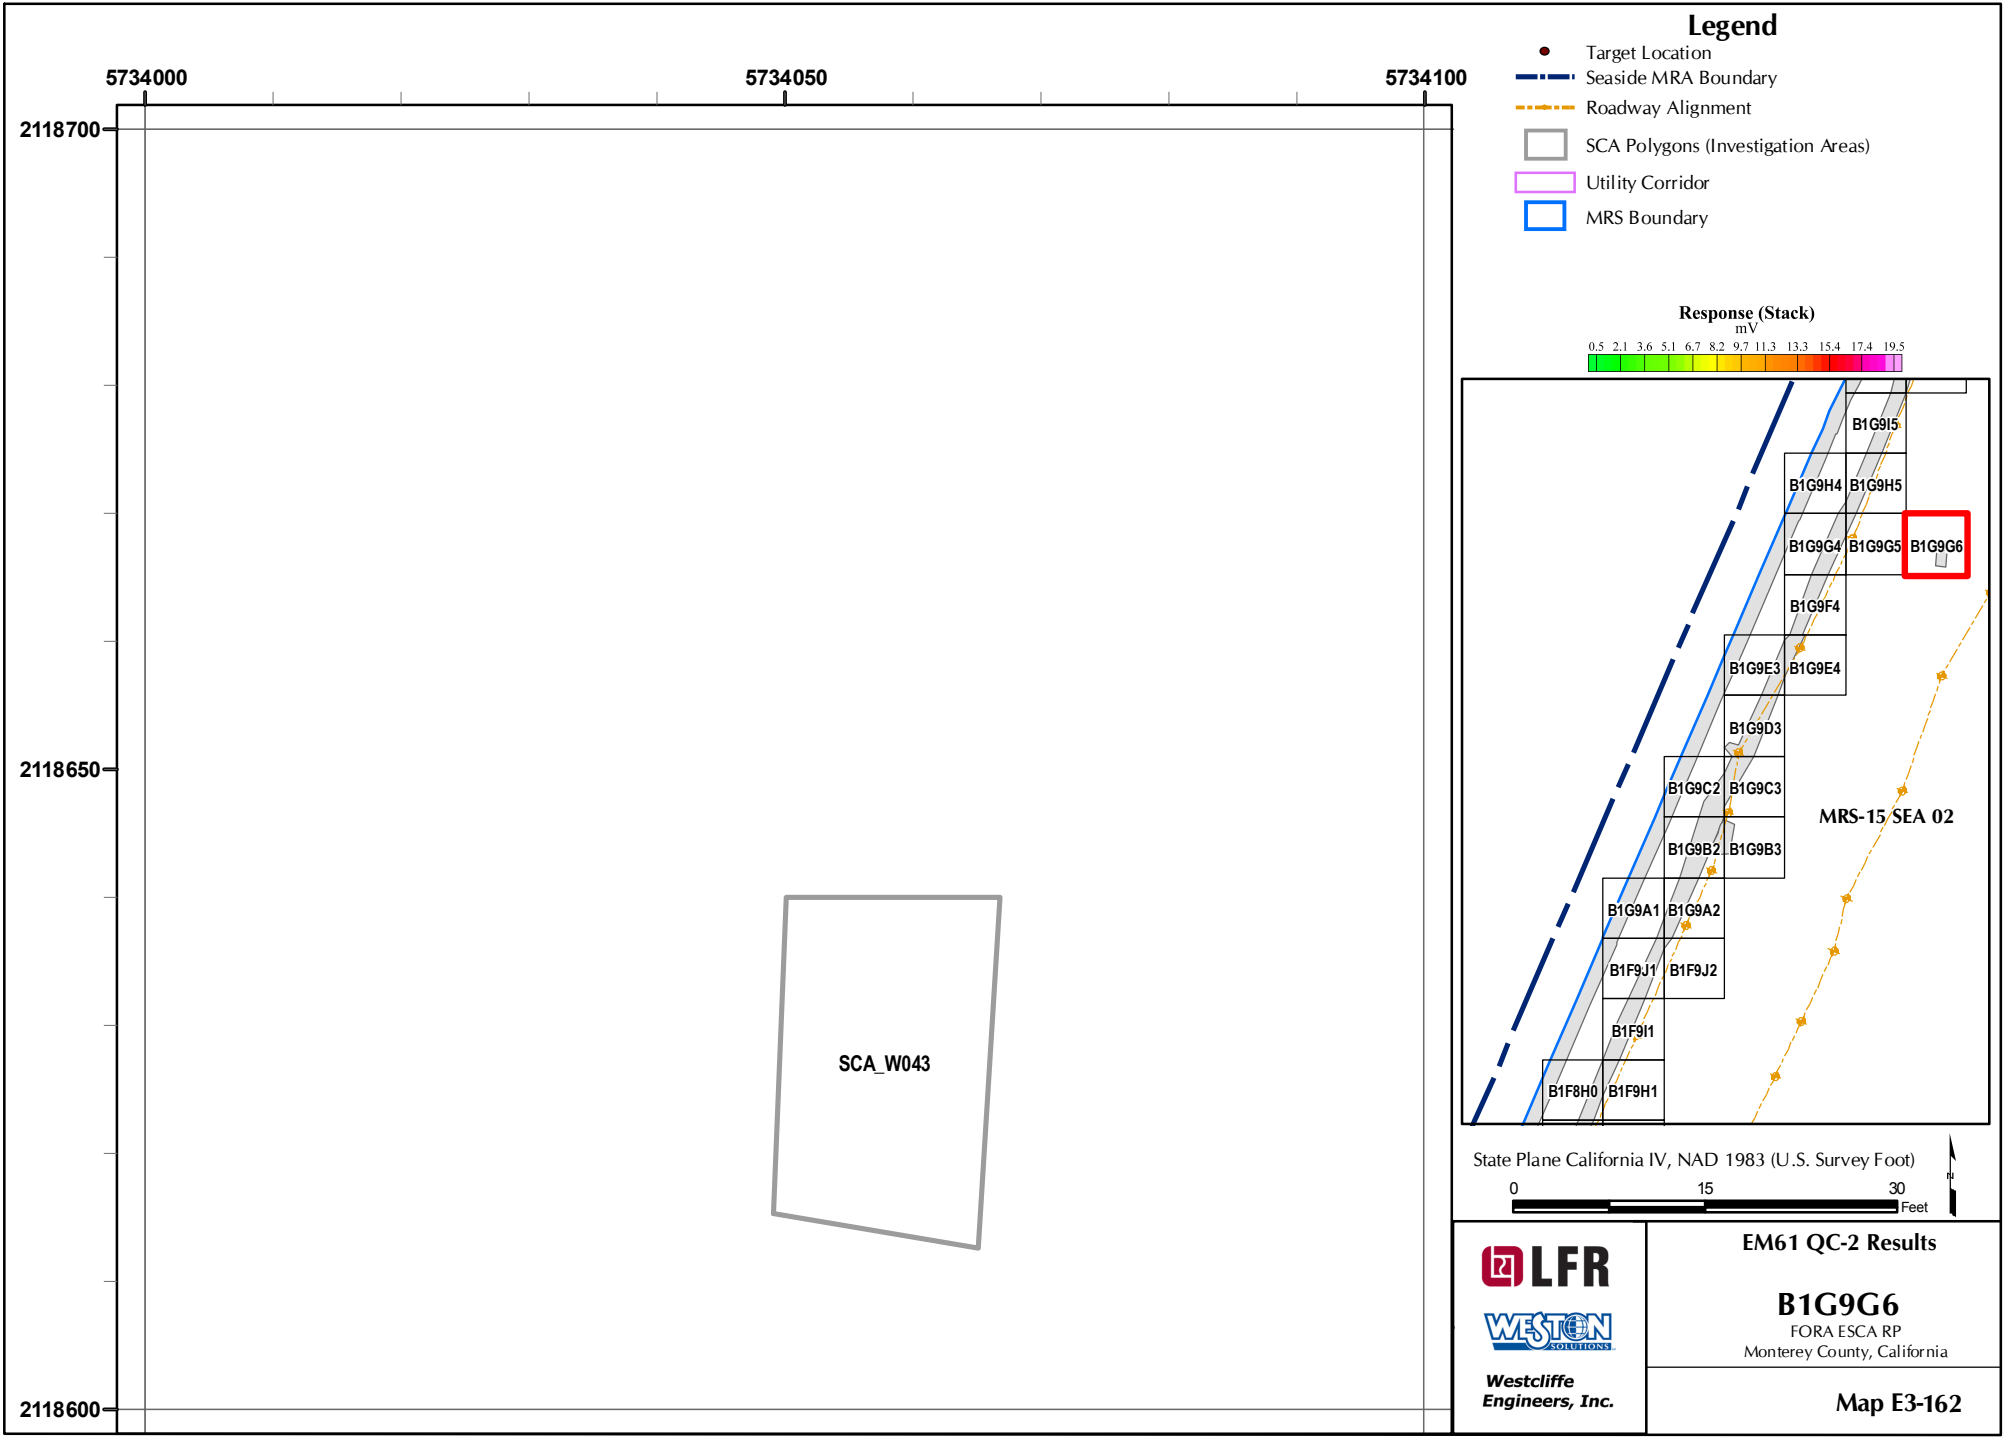 5734000
5734050
5734100
2118700
2118650
2118600
SCA_W043
Legend
Target Location
Seaside MRA Boundary
Roadway Alignment
SCA Polygons (Investigation Areas)
Utility Corridor
MRS Boundary
Response (Stack)
mV
0.5 2.1 3.6 5.1 6.7 8.2 9.7 11.3 13.3 15.4 17.4 19.5
B1G9I5
B1G9H4 B1G9H5
B1G9G4 B1G9G5 B1G9G6
B1G9F4
B1G9E3 B1G9E4
B1G9D3
B1G9C2 B1G9C3
MRS-15 SEA 02
B1G9B2 B1G9B3
B1G9A1 B1G9A2
B1F9J1 B1F9J2
B1F9I1
B1F8H0 B1F9H1
State Plane California IV, NAD 1983 (U.S. Survey Foot)
N
0 15 30
Feet
LFR
WESTON
SOLUTIONS
Westcliffe
Engineers, Inc.
EM61 QC-2 Results
B1G9G6
FORA ESCA RP
Monterey County, California
Map E3-162